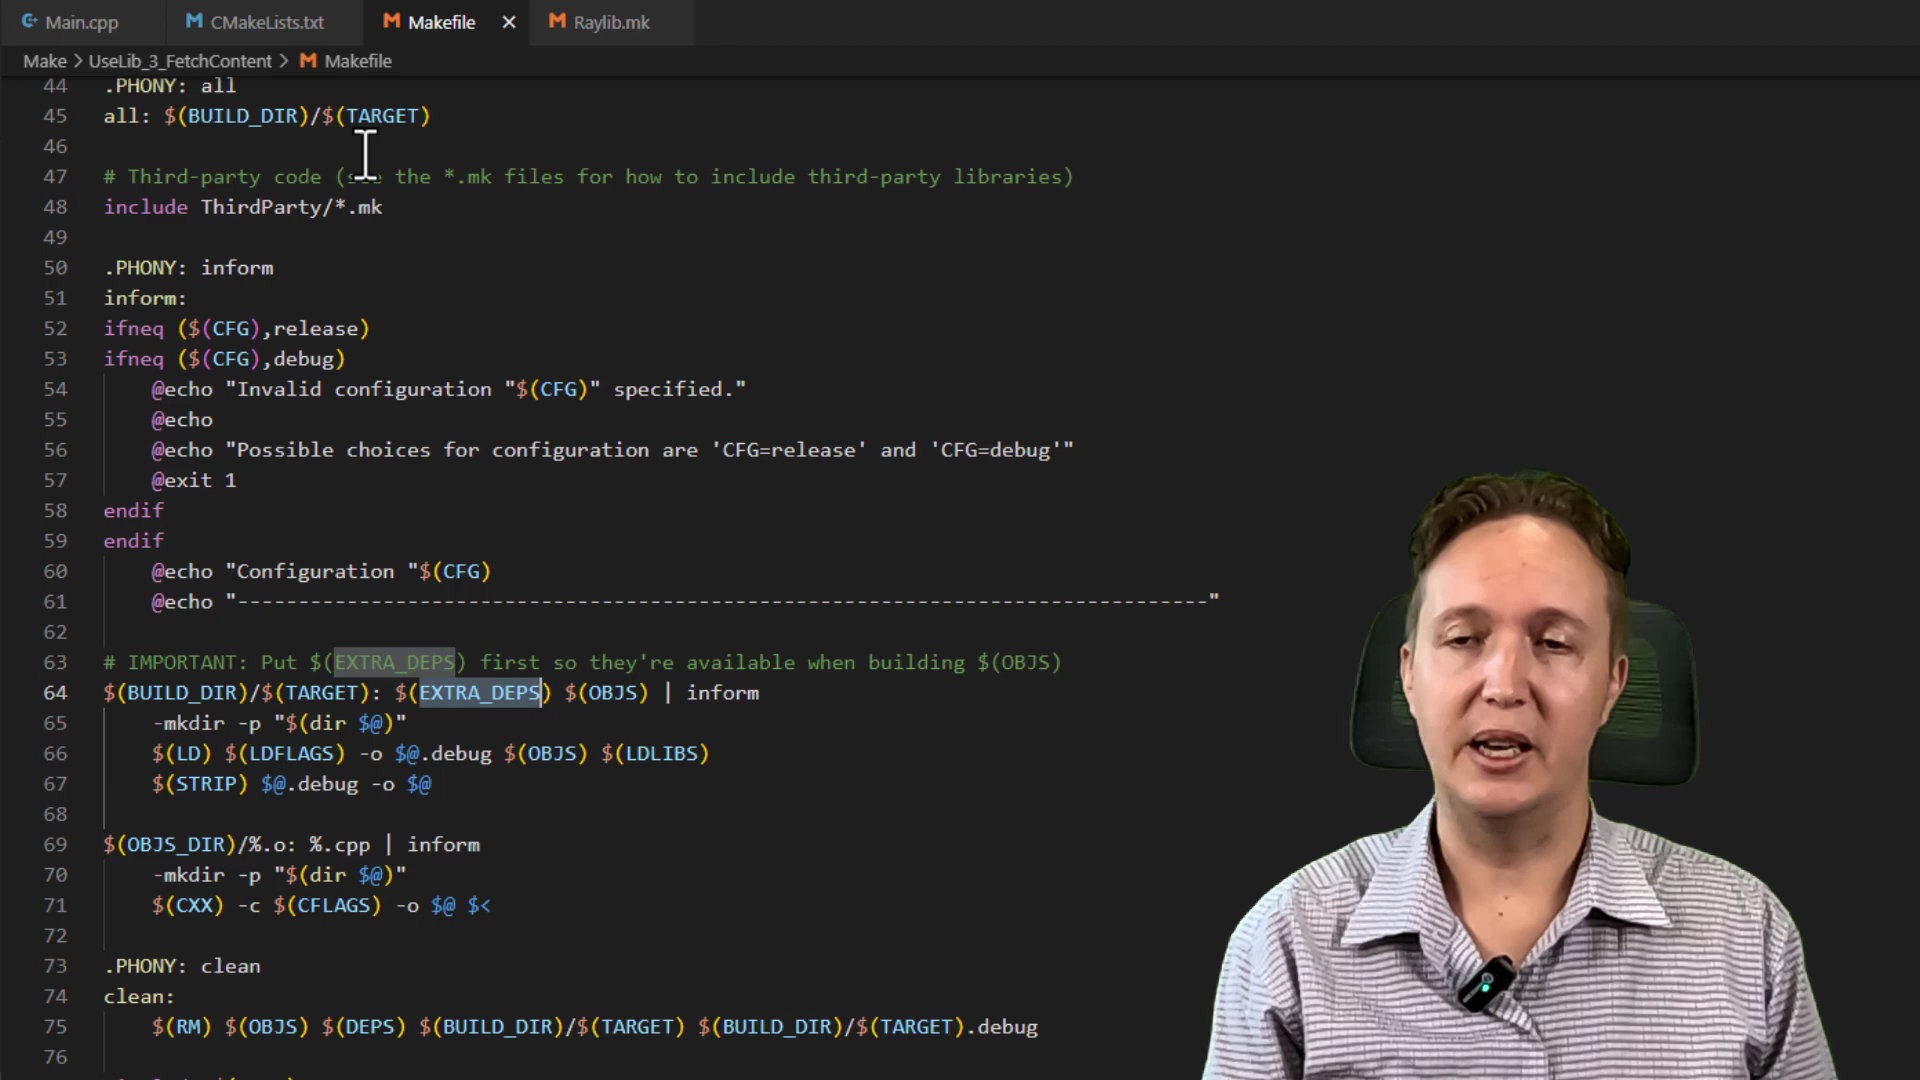 Main.cpp CMakeLists.txt Makefile Raylib.mk
Make > UseLib_3_FetchContent > Makefile
44 .PHONY: all
45 all: $(BUILD_DIR)/$(TARGET)
46
47 # Third-party code (see the *.mk files for how to include third-party libraries)
48 include ThirdParty/*.mk
49
50 .PHONY: inform
51 inform:
52 ifneq ($(CFG),release)
53 ifneq ($(CFG),debug)
54 @echo "Invalid configuration "$(CFG)" specified."
55 @echo
56 @echo "Possible choices for configuration are 'CFG=release' and 'CFG=debug'"
57 @exit 1
58 endif
59 endif
60 @echo "Configuration "$(CFG)
61 @echo "--------------------------------------------------------------------------------"
62
63 # IMPORTANT: Put $(EXTRA_DEPS) first so they're available when building $(OBJS)
64 $(BUILD_DIR)/$(TARGET): $(EXTRA_DEPS) $(OBJS) | inform
65 -mkdir -p "$(dir $@)"
66 $(LD) $(LDFLAGS) -o $@.debug $(OBJS) $(LDLIBS)
67 $(STRIP) $@.debug -o $@
68
69 $(OBJS_DIR)/%.o: %.cpp | inform
70 -mkdir -p "$(dir $@)"
71 $(CXX) -c $(CFLAGS) -o $@ $<
72
73 .PHONY: clean
74 clean:
75 $(RM) $(OBJS) $(DEPS) $(BUILD_DIR)/$(TARGET) $(BUILD_DIR)/$(TARGET).debug
76